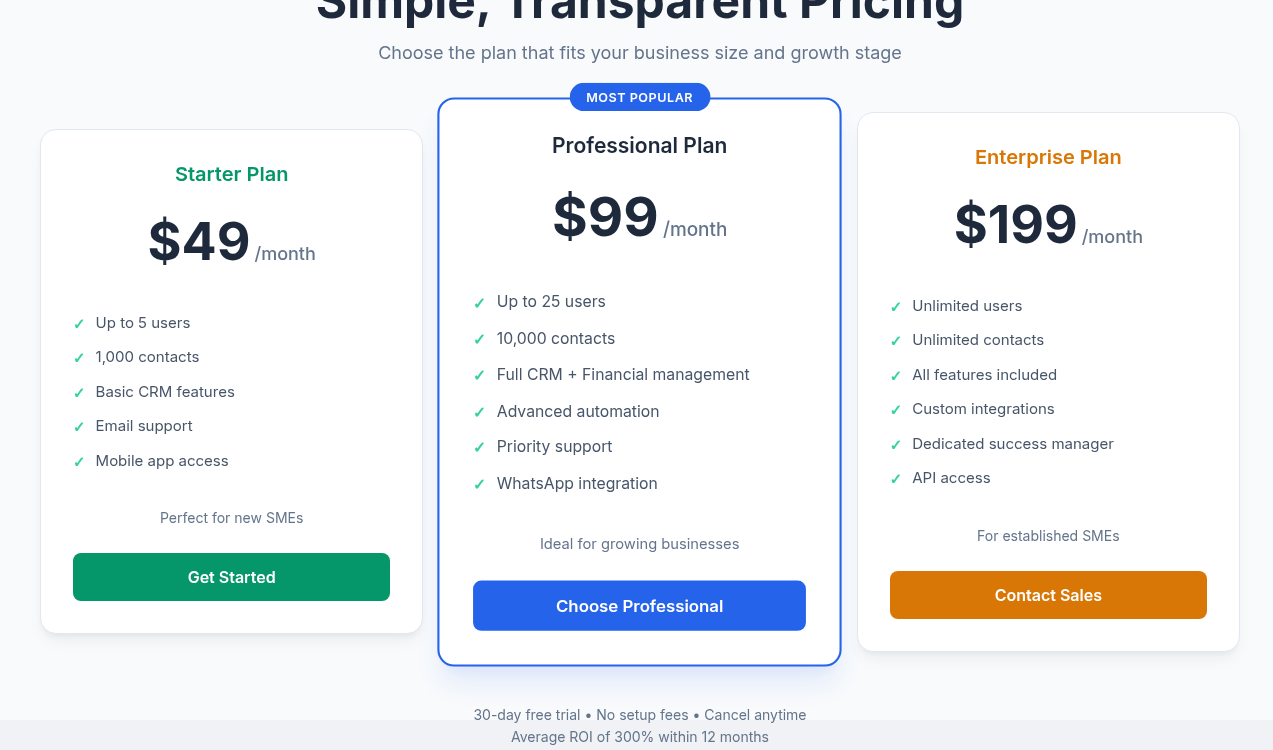 Simple, Transparent Pricing
Choose the plan that fits your business size and growth stage
Starter Plan
$49 /month
✓ Up to 5 users
✓ 1,000 contacts
✓ Basic CRM features
✓ Email support
✓ Mobile app access
Perfect for new SMEs
Get Started
MOST POPULAR
Professional Plan
$99 /month
✓ Up to 25 users
✓ 10,000 contacts
✓ Full CRM + Financial management
✓ Advanced automation
✓ Priority support
✓ WhatsApp integration
Ideal for growing businesses
Choose Professional
Enterprise Plan
$199 /month
✓ Unlimited users
✓ Unlimited contacts
✓ All features included
✓ Custom integrations
✓ Dedicated success manager
✓ API access
For established SMEs
Contact Sales
30-day free trial • No setup fees • Cancel anytime
Average ROI of 300% within 12 months